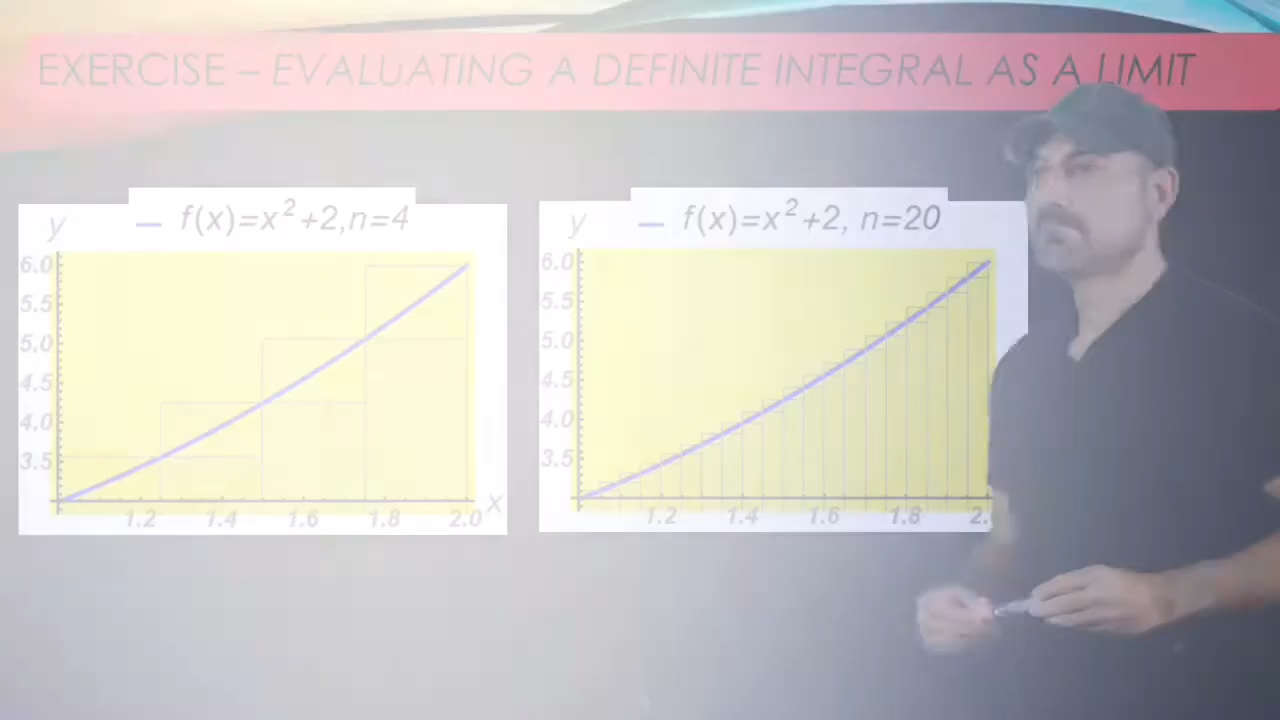 EXERCISE – EVALUATING A DEFINITE INTEGRAL AS A LIMIT
y
f(x)=x²+2,n=4
6.0
5.5
5.0
4.5
4.0
3.5
1.2 1.4 1.6 1.8 2.0 x
y
f(x)=x²+2, n=20
6.0
5.5
5.0
4.5
4.0
3.5
1.2 1.4 1.6 1.8 2.